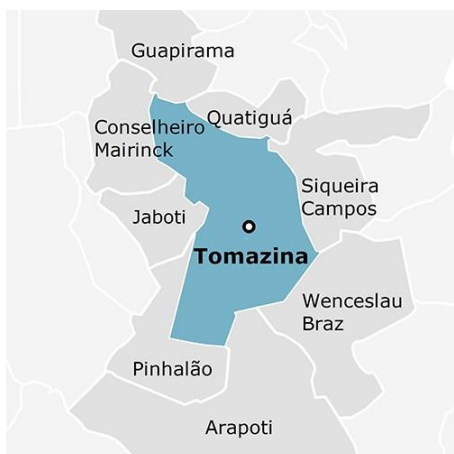 Guapirama
Quatiguá
Conselheiro
Mairinck
Siqueira
Campos
Jaboti
Tomazina
Wenceslau
Braz
Pinhalão
Arapoti